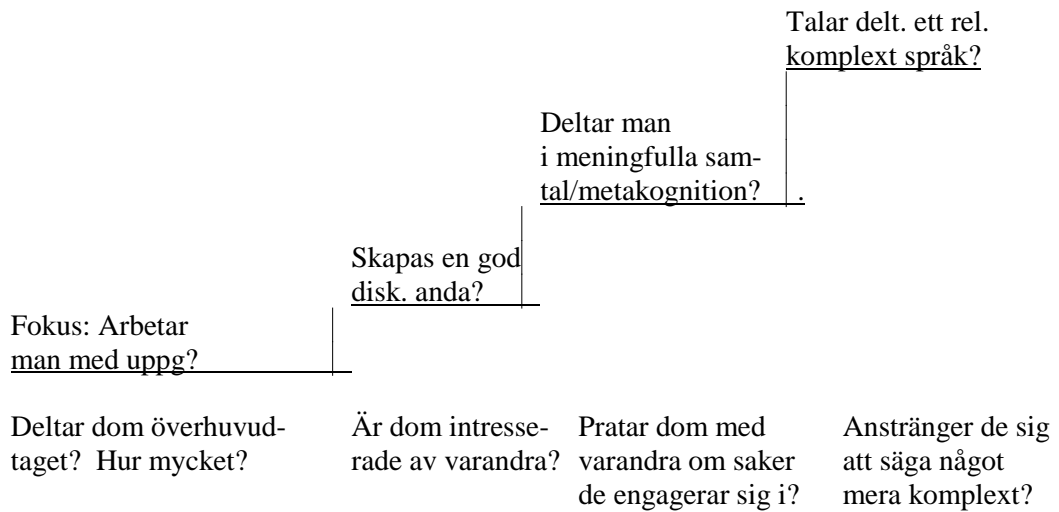 Talar delt. ett rel.
komplext språk?
Deltar man
i meningfulla sam-
tal/metakognition? .
Skapas en god
disk. anda?
Fokus: Arbetar
man med uppg?
Deltar dom överhuvud-
taget? Hur mycket?
Är dom intresse-
rade av varandra?
Pratar dom med
varandra om saker
de engagerar sig i?
Anstränger de sig
att säga något
mera komplext?